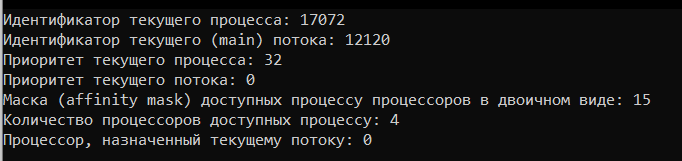 Идентификатор текущего процесса: 17072
Идентификатор текущего (main) потока: 12120
Приоритет текущего процесса: 32
Приоритет текущего потока: 0
Маска (affinity mask) доступных процессу процессоров в двоичном виде: 15
Количество процессоров доступных процессу: 4
Процессор, назначенный текущему потоку: 0